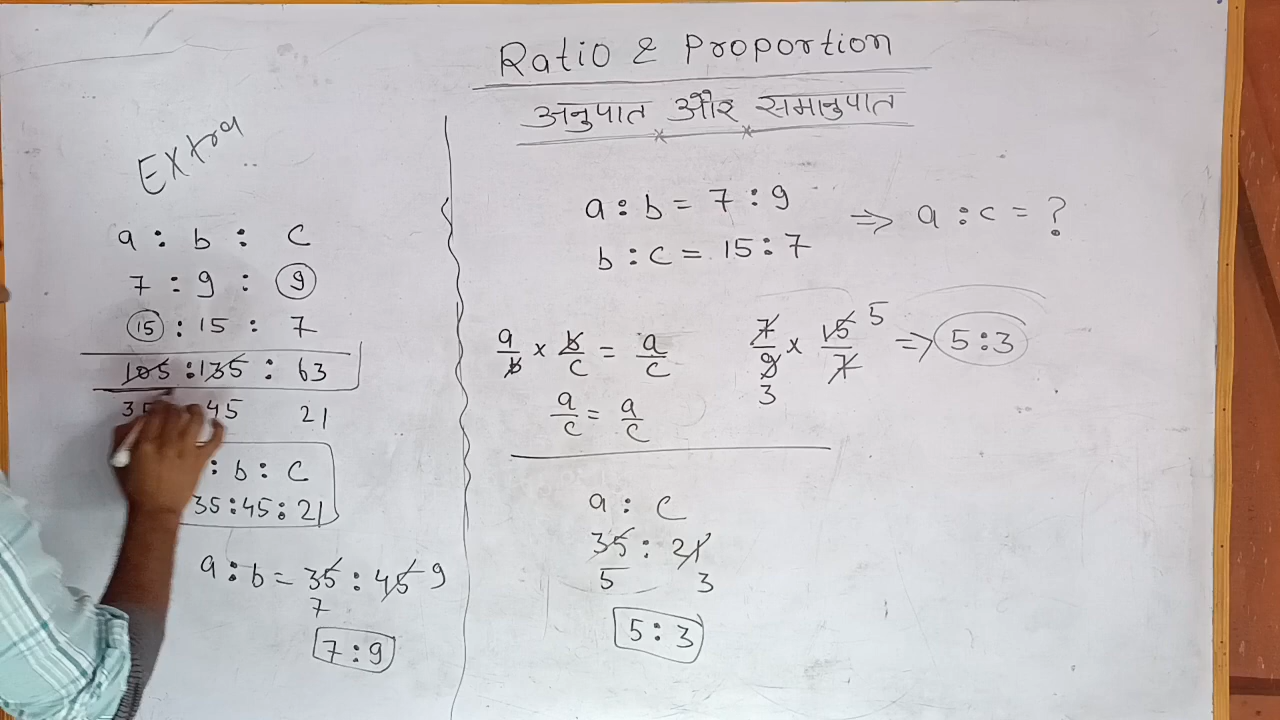 Ratio & Proportion
अनुपात और समानुपात
Extra
a : b : c
7 : 9 : 9
15 : 15 : 7
105 : 135 : 63
35 45 21
: b : c
35 : 45 : 21
a : b = 35 : 45 9
7
7 : 9
a : b = 7 : 9
b : c = 15 : 7
=> a : c = ?
a/b × b/c = a/c
7/9 × 15/7 5 => 5 : 3
3
a/c = a/c
a : c
35 : 21
5 3
5 : 3